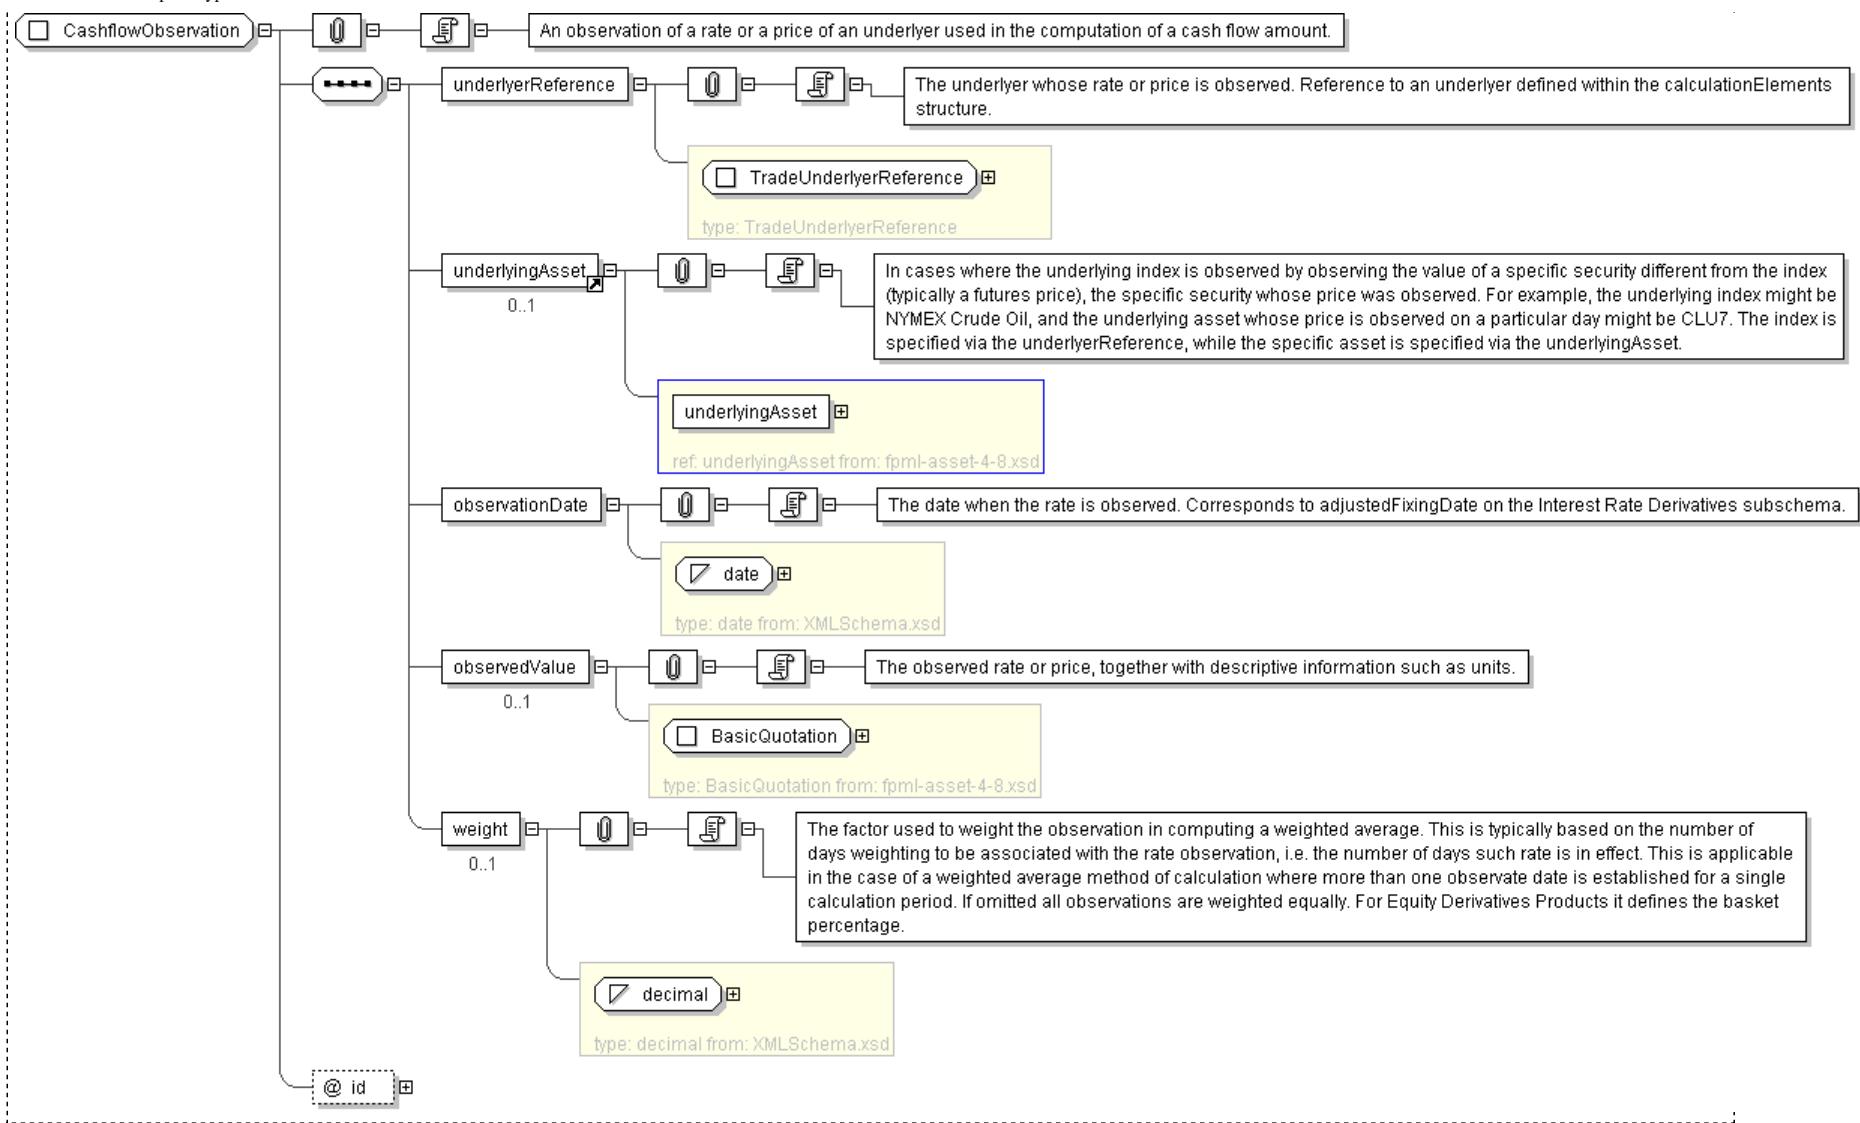 CashflowObservation
An observation of a rate or a price of an underlyer used in the computation of a cash flow amount.
underlyerReference
The underlyer whose rate or price is observed. Reference to an underlyer defined within the calculationElements
structure.
TradeUnderlyerReference
type: TradeUnderlyerReference
underlyingAsset
0..1
In cases where the underlying index is observed by observing the value of a specific security different from the index
(typically a futures price), the specific security whose price was observed. For example, the underlying index might be
NYMEX Crude Oil, and the underlying asset whose price is observed on a particular day might be CLU7. The index is
specified via the underlyerReference, while the specific asset is specified via the underlyingAsset.
underlyingAsset
ref: underlyingAsset from: fpml-asset-4-8.xsd
observationDate
The date when the rate is observed. Corresponds to adjustedFixingDate on the Interest Rate Derivatives subschema.
date
type: date from: XMLSchema.xsd
observedValue
0..1
The observed rate or price, together with descriptive information such as units.
BasicQuotation
type: BasicQuotation from: fpml-asset-4-8.xsd
weight
0..1
The factor used to weight the observation in computing a weighted average. This is typically based on the number of
days weighting to be associated with the rate observation, i.e. the number of days such rate is in effect. This is applicable
in the case of a weighted average method of calculation where more than one observate date is established for a single
calculation period. If omitted all observations are weighted equally. For Equity Derivatives Products it defines the basket
percentage.
decimal
type: decimal from: XMLSchema.xsd
@ id